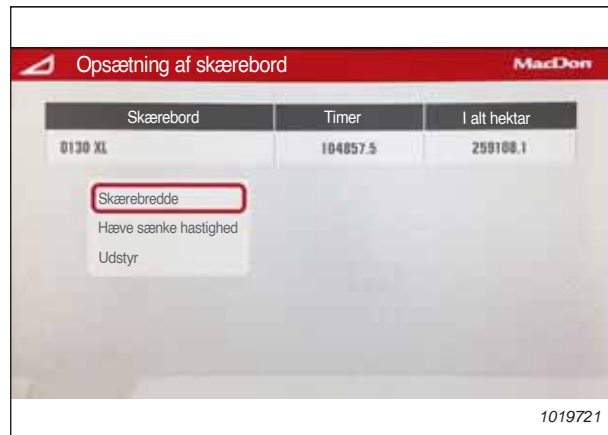 Opsætning af skærebord MacDon
Skærebord Timer I alt hektar
D130 XL 104857.5 259108.1
Skærebredde
Hæve sænke hastighed
Udstyr
1019721